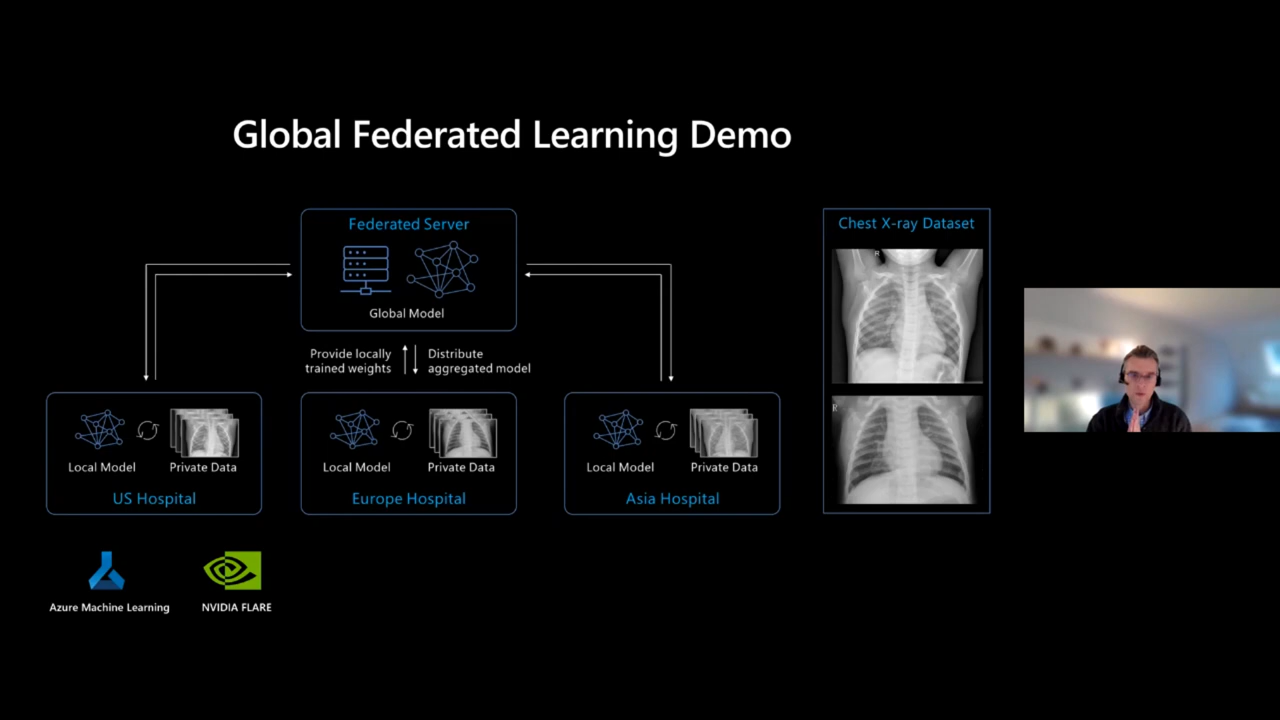 Global Federated Learning Demo
Federated Server
Global Model
Provide locally
trained weights
Distribute
aggregated model
Local Model
Private Data
US Hospital
Local Model
Private Data
Europe Hospital
Local Model
Private Data
Asia Hospital
Chest X-ray Dataset
R
R
Azure Machine Learning
NVIDIA FLARE